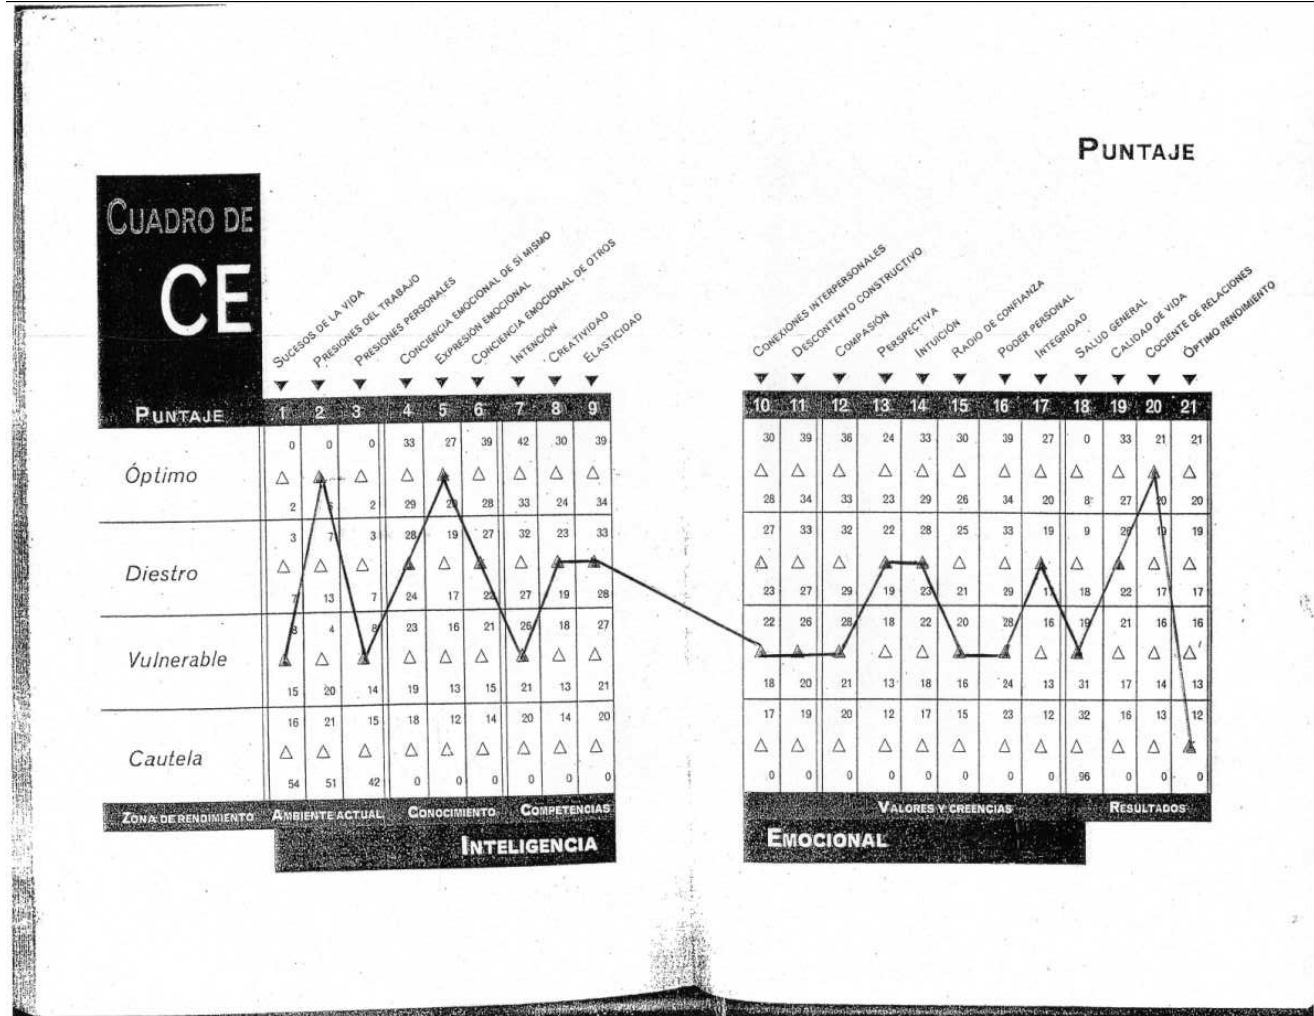 PUNTAJE
CUADRO DE
CE
SUCESOS DE LA VIDA
PRESIONES DEL TRABAJO
PRESIONES PERSONALES
CONCIENCIA EMOCIONAL DE SI MISMO
EXPRESIÓN EMOCIONAL
CONCIENCIA EMOCIONAL DE OTROS
INTENCIÓN
CREATIVIDAD
ELASTICIDAD
CONEXIONES INTERPERSONALES
DESCONTENTO CONSTRUCTIVO
COMPASIÓN
PERSPECTIVA
INTUICIÓN
RADIO DE CONFIANZA
PODER PERSONAL
INTEGRIDAD
SALUD GENERAL
CALIDAD DE VIDA
COCIENTE DE RELACIONES
ÓPTIMO RENDIMIENTO
PUNTAJE 1 2 3 4 5 6 7 8 9 10 11 12 13 14 15 16 17 18 19 20 21
0 0 0 33 27 39 42 30 39 30 39 36 24 33 30 39 27 0 33 21 21
Óptimo
2 2 29 28 33 24 34 28 34 33 23 29 26 34 20 8 27 20 20
3 7 3 28 19 27 32 23 33 27 33 32 22 28 25 33 19 9 26 19 19
Diestro
7 13 7 24 17 27 19 28 23 27 29 19 23 21 29 18 22 17 17
8 4 8 23 16 21 26 18 27 22 26 28 18 22 20 28 16 19 21 16 16
Vulnerable
15 20 14 19 13 15 21 13 21 18 20 21 13 18 16 24 13 31 17 14 13
16 21 15 18 12 14 20 14 20 17 19 20 12 17 15 23 12 32 16 13 12
Cautela
54 51 42 0 0 0 0 0 0 0 0 0 0 0 0 0 0 96 0 0 0
ZONA DE RENDIMIENTO AMBIENTE ACTUAL CONOCIMIENTO COMPETENCIAS VALORES Y CREENCIAS RESULTADOS
INTELIGENCIA EMOCIONAL